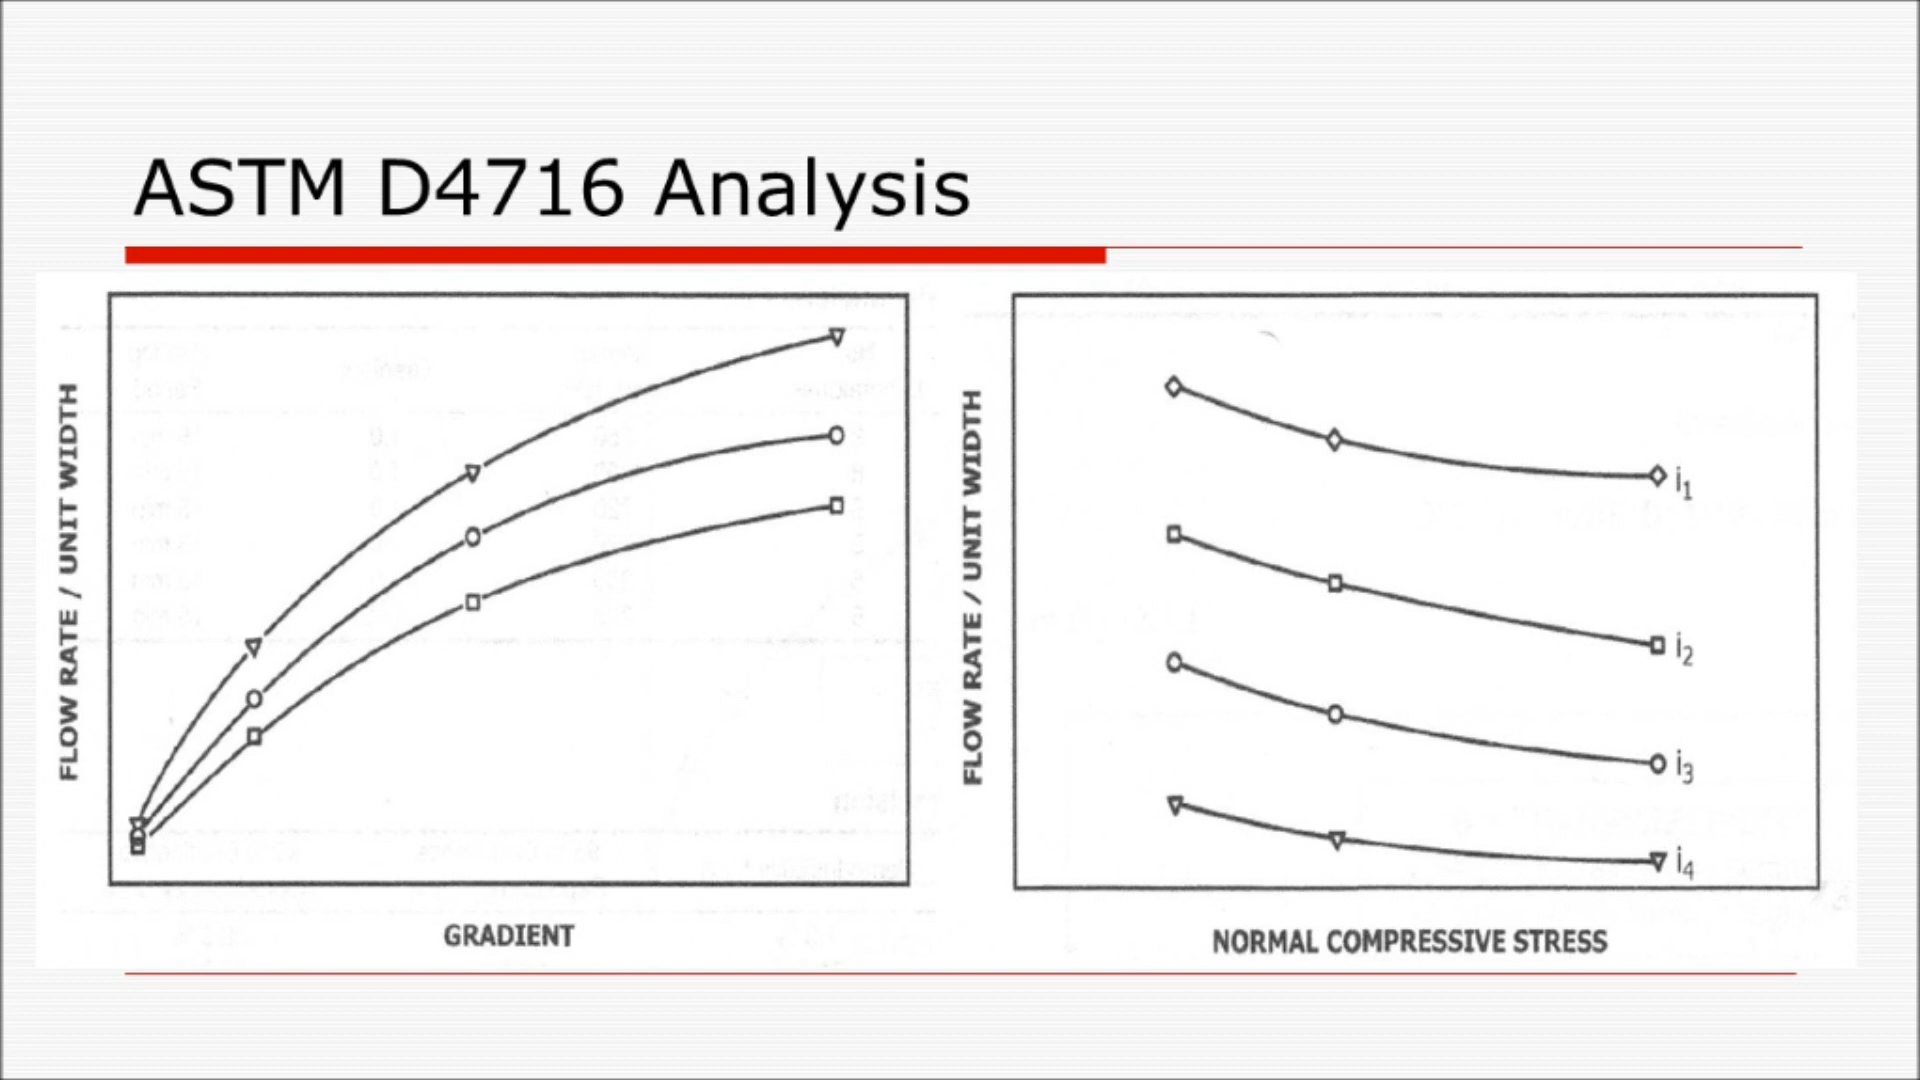 ASTM D4716 Analysis
FLOW RATE / UNIT WIDTH
GRADIENT
FLOW RATE / UNIT WIDTH
i1
i2
i3
i4
NORMAL COMPRESSIVE STRESS